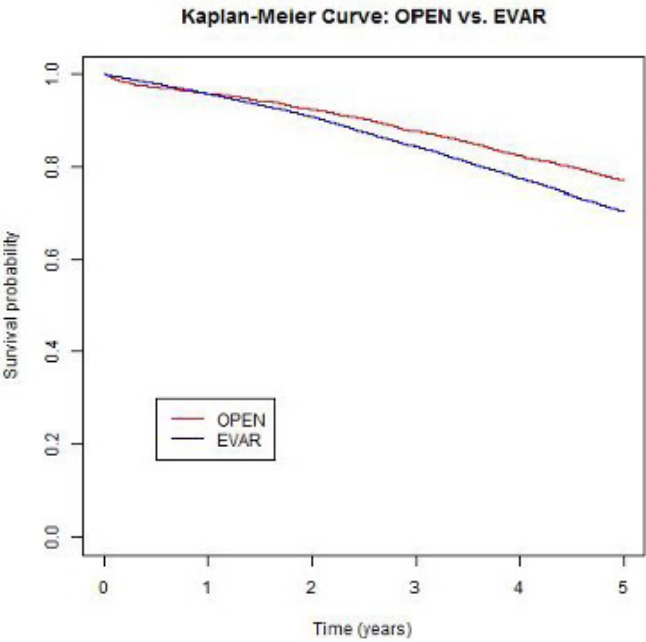 Kaplan-Meier Curve: OPEN vs. EVAR
Survival probability
1.0
0.8
0.6
0.4
0.2
0.0
OPEN
EVAR
0 1 2 3 4 5
Time (years)